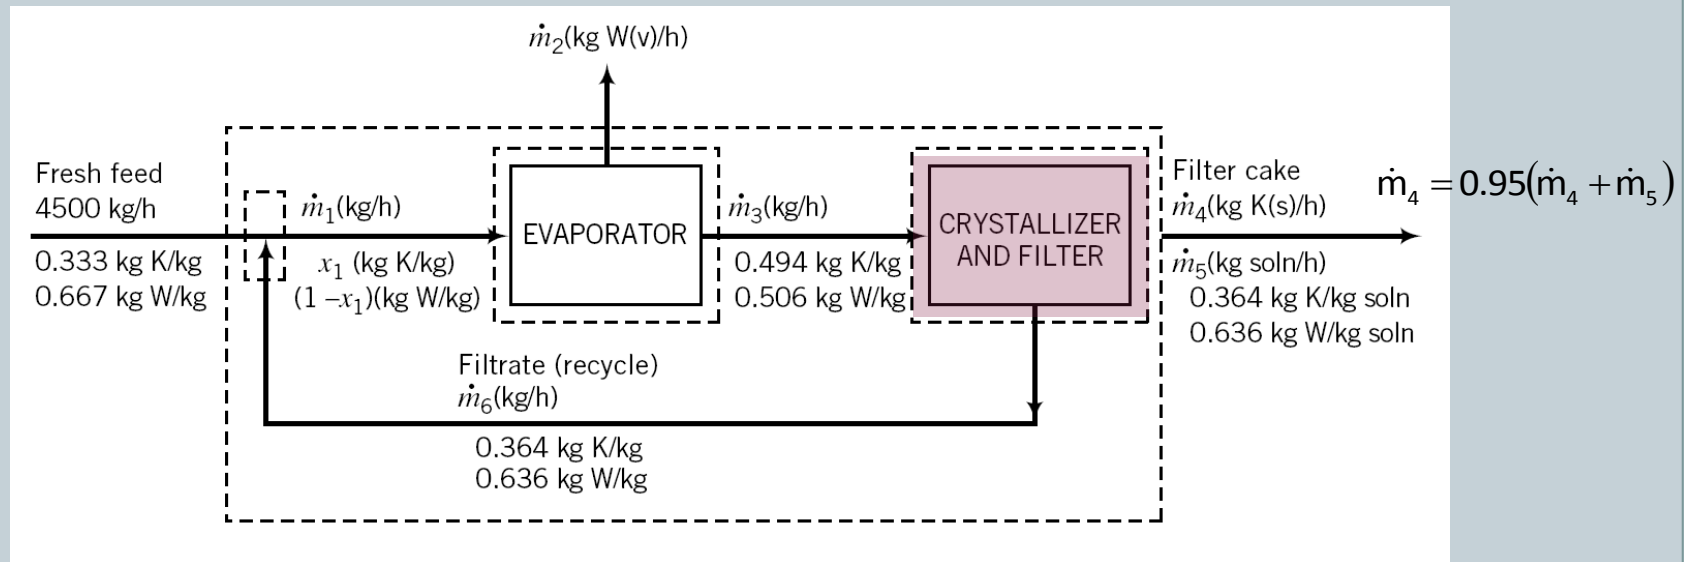 ṁ₂(kg W(v)/h)
Fresh feed
4500 kg/h
0.333 kg K/kg
0.667 kg W/kg
ṁ₁(kg/h)
x₁ (kg K/kg)
(1 –x₁)(kg W/kg)
EVAPORATOR
ṁ₃(kg/h)
0.494 kg K/kg
0.506 kg W/kg
CRYSTALLIZER
AND FILTER
Filter cake
ṁ₄(kg K(s)/h)
ṁ₅(kg soln/h)
0.364 kg K/kg soln
0.636 kg W/kg soln
ṁ₄ = 0.95(ṁ₄ + ṁ₅)
Filtrate (recycle)
ṁ₆(kg/h)
0.364 kg K/kg
0.636 kg W/kg